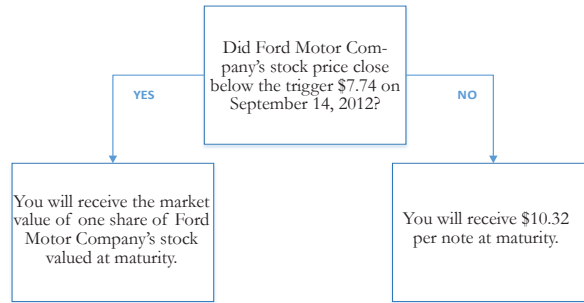 Did Ford Motor Com-
pany's stock price close
below the trigger $7.74 on
September 14, 2012?
YES
NO
You will receive the market
value of one share of Ford
Motor Company's stock
valued at maturity.
You will receive $10.32
per note at maturity.